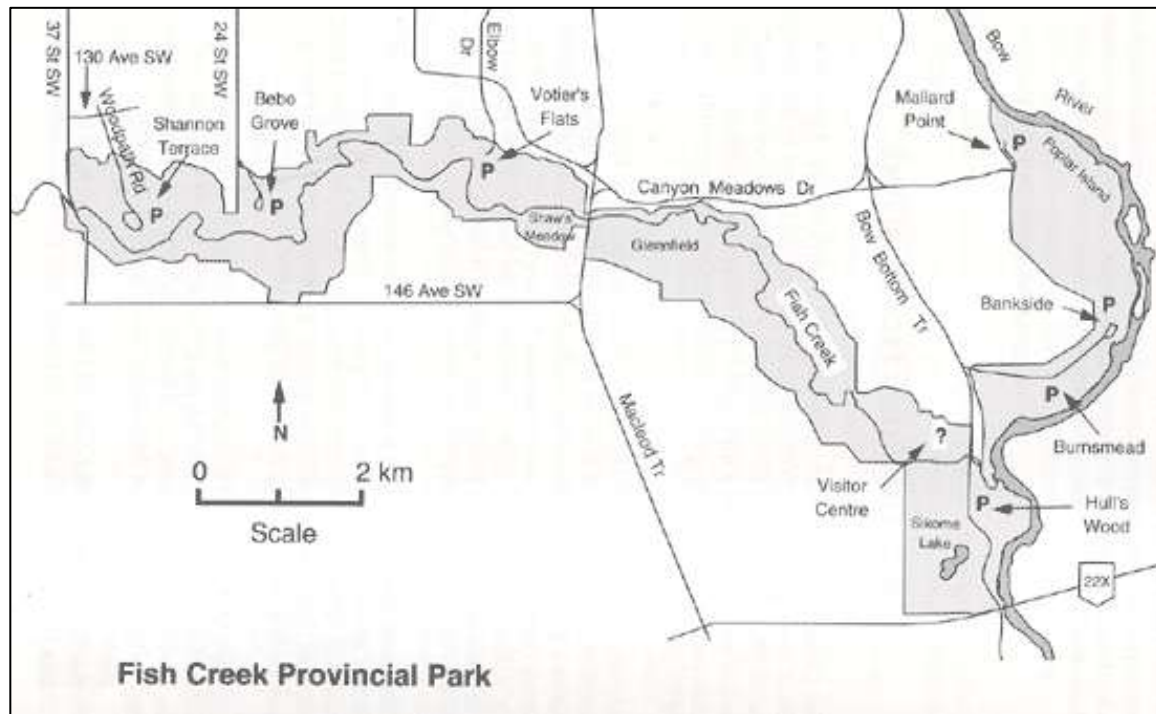 37 St SW
130 Ave SW
24 St SW
Woodpath Rd
Shannon
Terrace
Bebo
Grove
Elbow
Dr
Votier's
Flats
Mallard
Point
Bow
River
Poplar Island
P
P
P
P
Canyon Meadows Dr
Shaw's
Meadow
Glennfield
Bow Bottom Tr
Fish Creek
146 Ave SW
Bankside
P
P
Burnsmead
N
0 2 km
Scale
Macleod Tr
?
Visitor
Centre
P
Hull's
Wood
Sikome
Lake
22X
Fish Creek Provincial Park